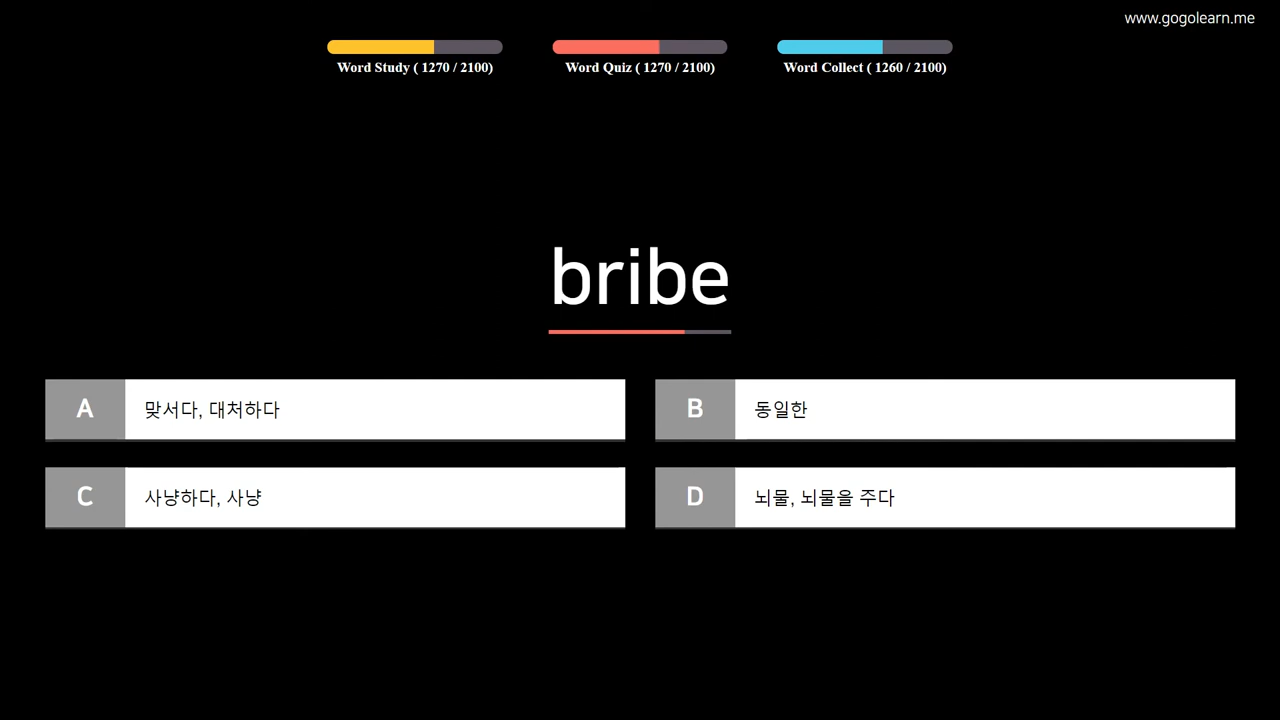 www.gogolearn.me
Word Study ( 1270 / 2100)
Word Quiz ( 1270 / 2100)
Word Collect ( 1260 / 2100)
bribe
A 맞서다, 대처하다
B 동일한
C 사냥하다, 사냥
D 뇌물, 뇌물을 주다